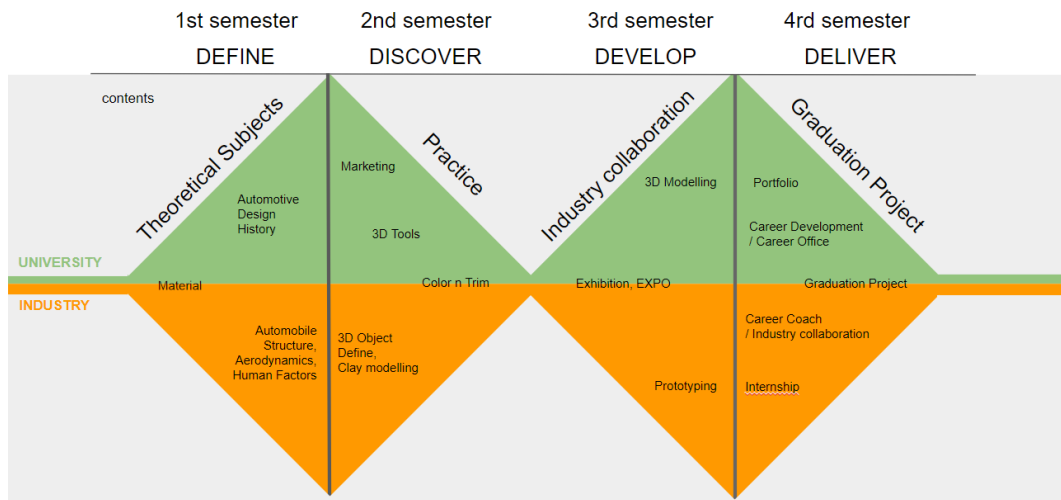 1st semester
2nd semester
3rd semester
4th semester
DEFINE
DISCOVER
DEVELOP
DELIVER
contents
Theoretical Subjects
Practice
Industry collaboration
Graduation Project
Marketing
Automotive
Design
History
3D Tools
3D Modelling
Portfolio
Career Development
/ Career Office
UNIVERSITY
Material
Color n Trim
Exhibition, EXPO
Graduation Project
INDUSTRY
Automobile
Structure,
Aerodynamics,
Human Factors
3D Object
Define,
Clay modelling
Career Coach
/ Industry collaboration
Prototyping
Internship